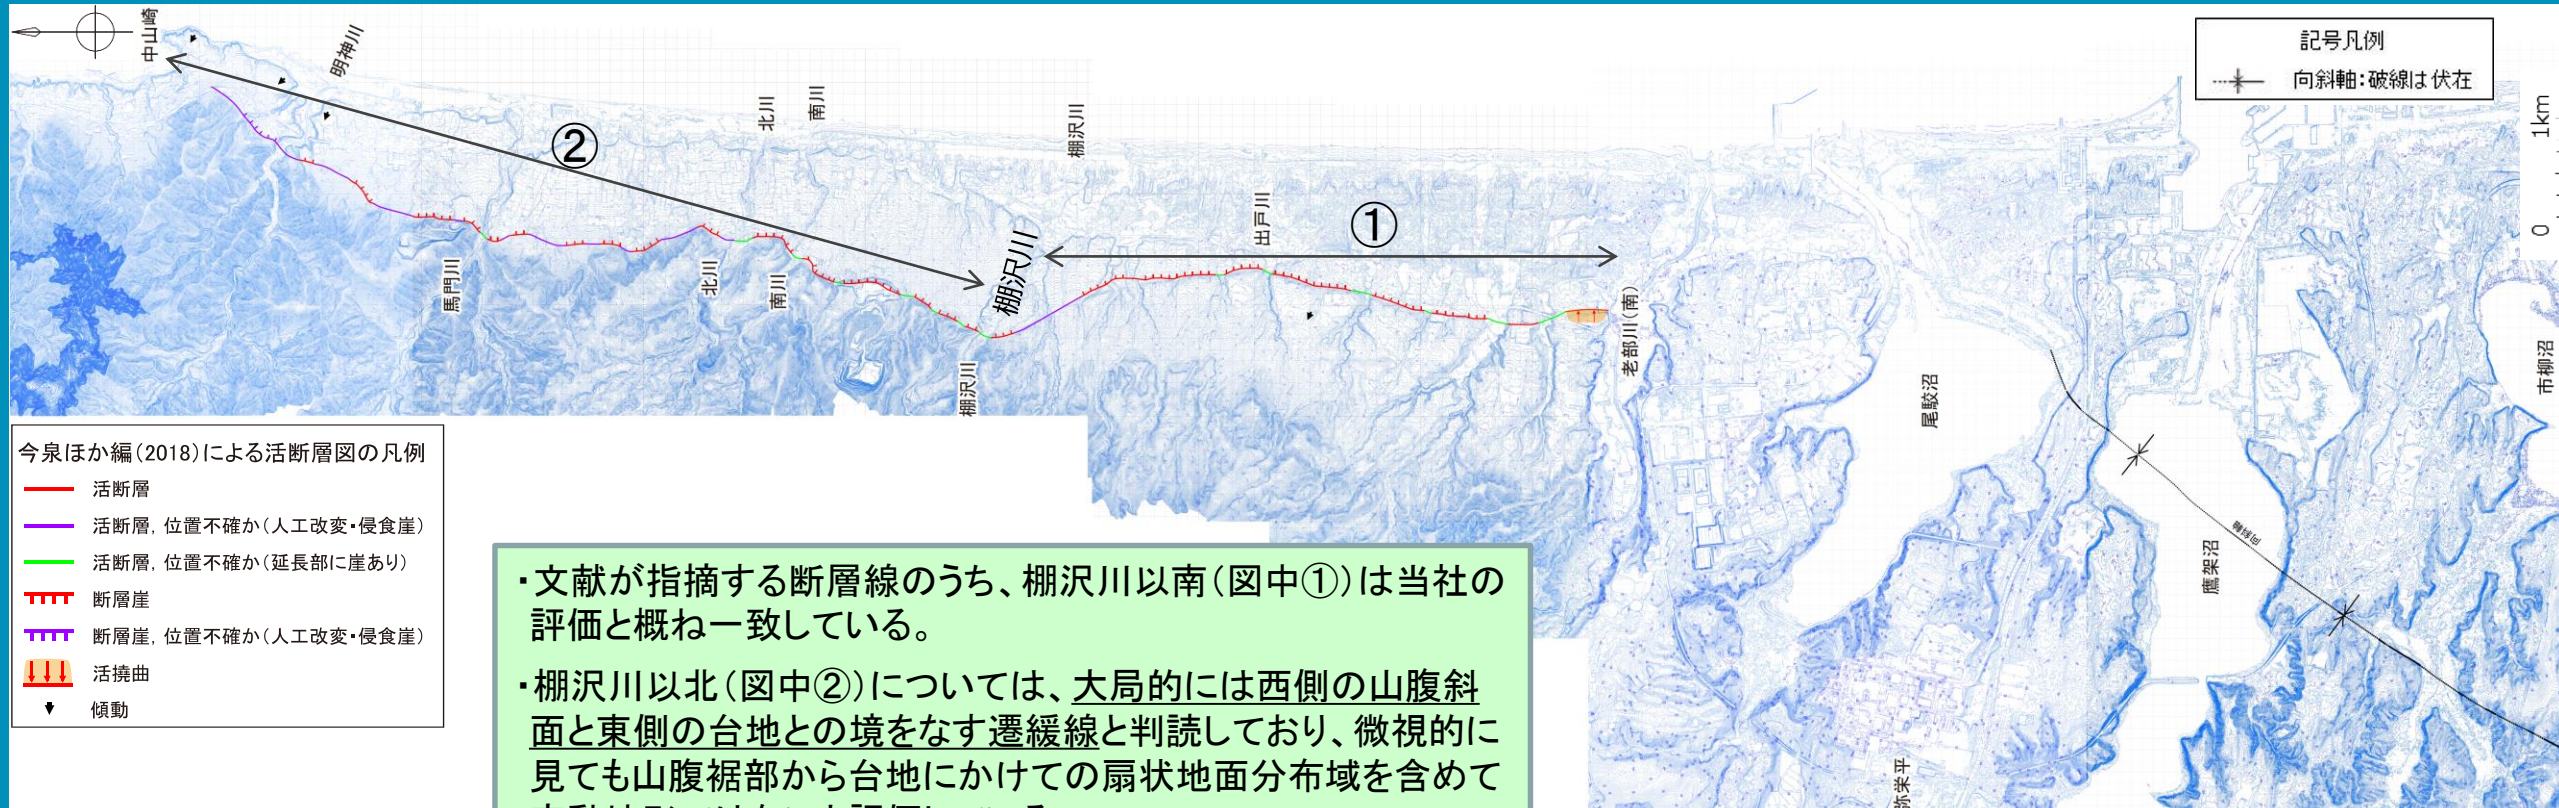 中山崎
明神川
②
北川
南川
棚沢川
出戸川
①
記号凡例
向斜軸:破線は伏在
1km
0
馬門川
北川
南川
棚沢川
棚沢川
老部川(南)
尾駮沼
市柳沼
向斜軸
鷹架沼
弥栄平
今泉ほか編(2018)による活断層図の凡例
活断層
活断層, 位置不確か(人工改変・侵食崖)
活断層, 位置不確か(延長部に崖あり)
断層崖
断層崖, 位置不確か(人工改変・侵食崖)
活撓曲
傾動
・文献が指摘する断層線のうち、棚沢川以南(図中①)は当社の
評価と概ね一致している。
・棚沢川以北(図中②)については、大局的には西側の山腹斜
面と東側の台地との境をなす遷緩線と判読しており、微視的に
見ても山腹裾部から台地にかけての扇状地面分布域を含めて